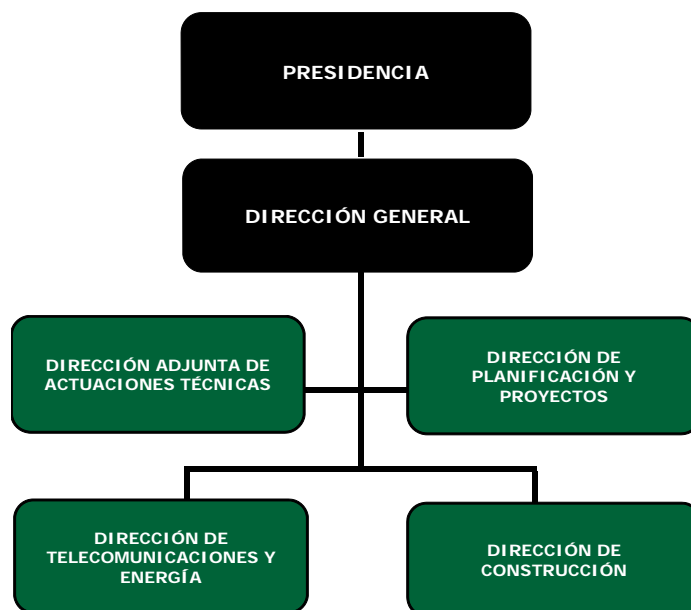 PRESIDENCIA
DIRECCIÓN GENERAL
DIRECCIÓN ADJUNTA DE
ACTUACIONES TÉCNICAS
DIRECCIÓN DE
PLANIFICACIÓN Y
PROYECTOS
DIRECCIÓN DE
TELECOMUNICACIONES Y
ENERGÍA
DIRECCIÓN DE
CONSTRUCCIÓN